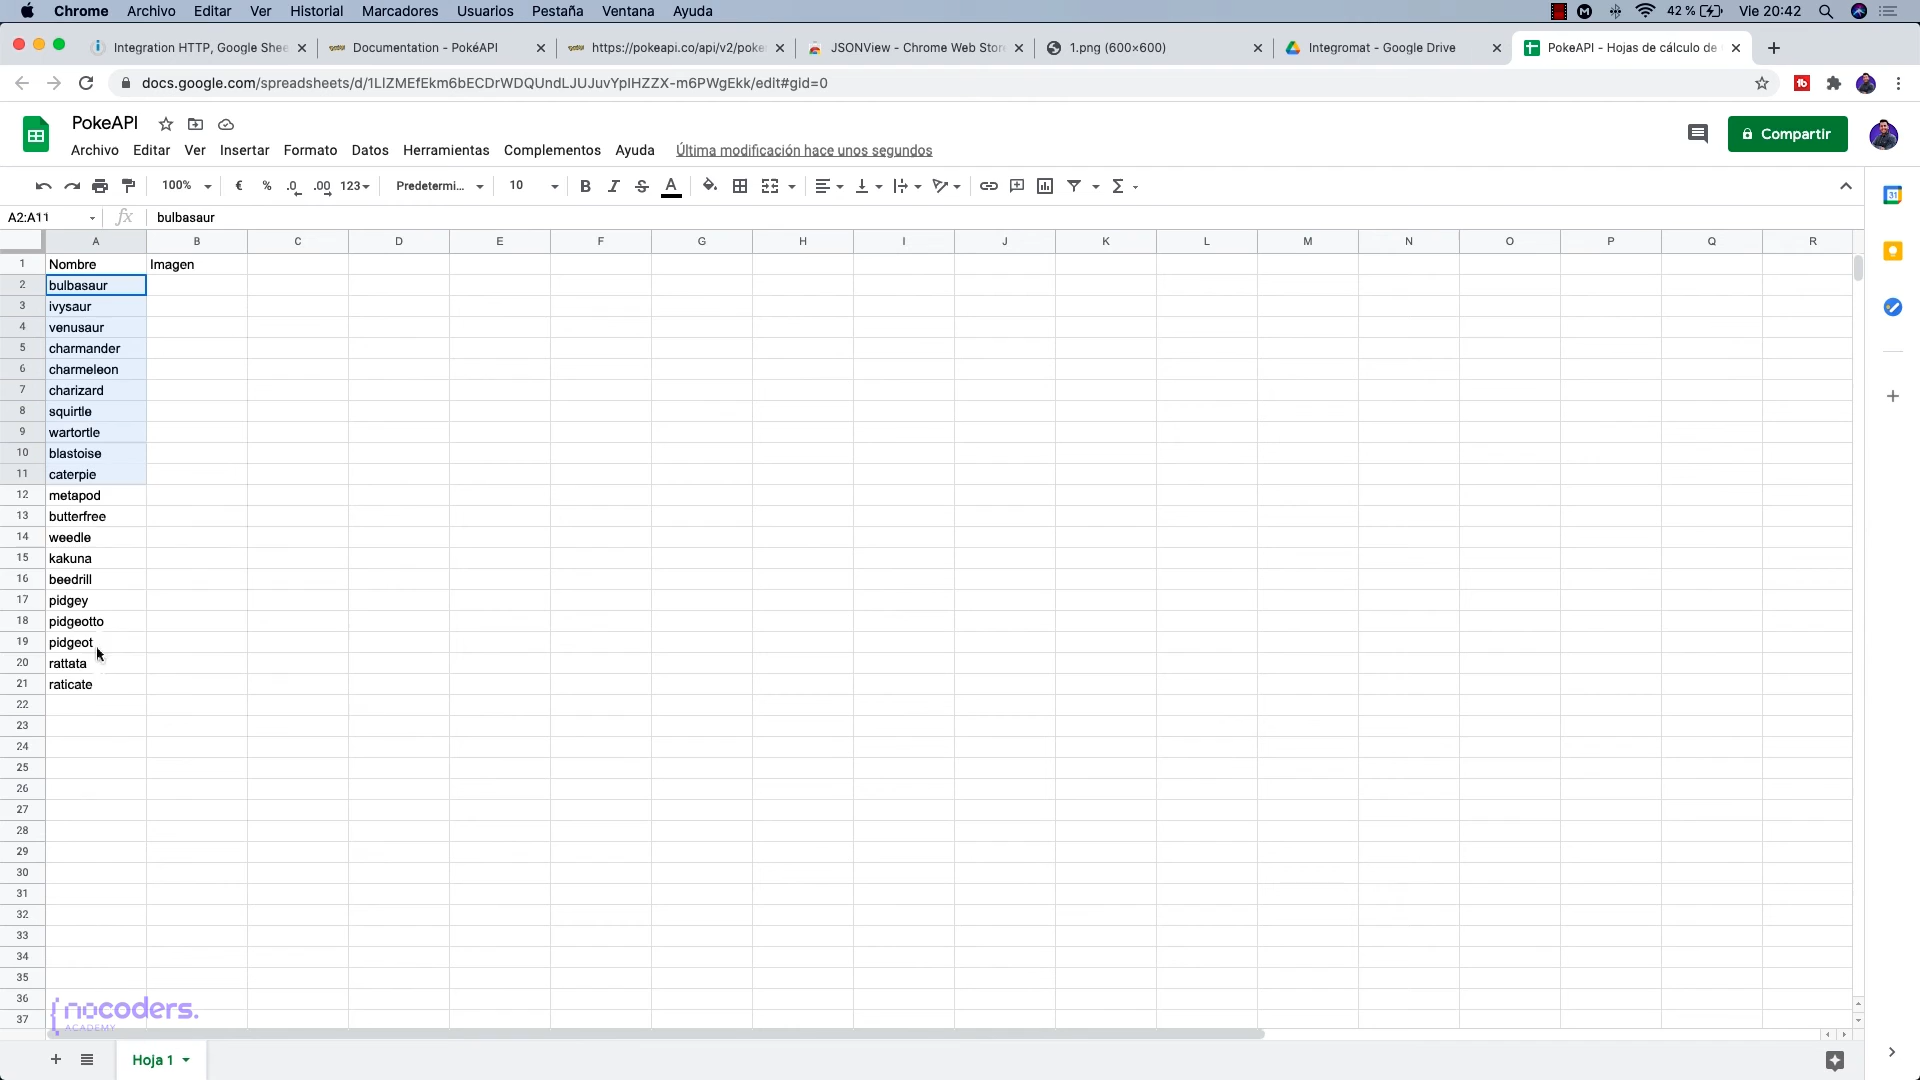 Chrome Archivo Editar Ver Historial Marcadores Usuarios Pestaña Ventana Ayuda 42 % Vie 20:42
Integration HTTP, Google Shee Documentation - PokéAPI https://pokeapi.co/api/v2/poke JSONView - Chrome Web Stor 1.png (600×600) Integromat - Google Drive PokeAPI - Hojas de cálculo de
docs.google.com/spreadsheets/d/1LIZMEfEkm6bECDrWDQUndLJUJuvYpIHZZX-m6PWgEkk/edit#gid=0
PokeAPI
Compartir
Archivo Editar Ver Insertar Formato Datos Herramientas Complementos Ayuda Última modificación hace unos segundos
100% € % .0 .00 123 Predetermi... 10 B I S A Σ
31
A2:A11 fx bulbasaur
A B C D E F G H I J K L M N O P Q R
1 Nombre Imagen
2 bulbasaur
3 ivysaur
4 venusaur
5 charmander
6 charmeleon
7 charizard
8 squirtle
9 wartortle
10 blastoise
11 caterpie
12 metapod
13 butterfree
14 weedle
15 kakuna
16 beedrill
17 pidgey
18 pidgeotto
19 pidgeot
20 rattata
21 raticate
22
23
24
25
26
27
28
29
30
31
32
33
34
35
36
37
{nocoders.
ACADEMY
Hoja 1